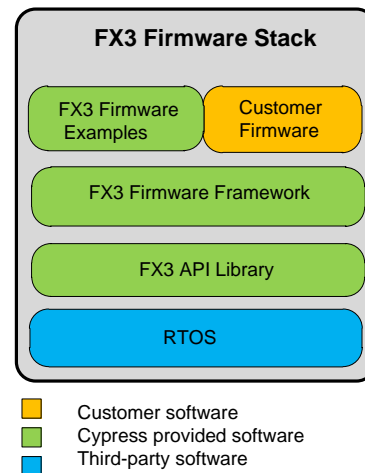 FX3 Firmware Stack
FX3 Firmware
Examples
Customer
Firmware
FX3 Firmware Framework
FX3 API Library
RTOS
Customer software
Cypress provided software
Third-party software